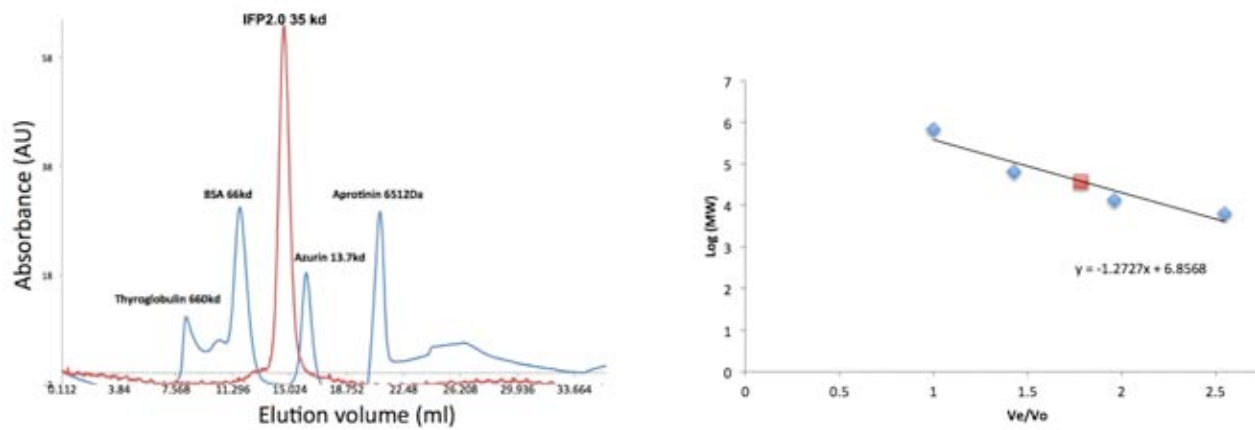 IFP2.0 35 kd
58
38
18
Absorbance (AU)
BSA 66kd
Aprotinin 6512Da
Azurin 13.7kd
Thyroglobulin 660kd
0.112 3.84 7.568 11.296 15.024 18.752 22.48 26.208 29.936 33.664
Elution volume (ml)
7
6
5
4
3
2
1
0
Log (MW)
y = -1.2727x + 6.8568
0 0.5 1 1.5 2 2.5
Ve/Vo